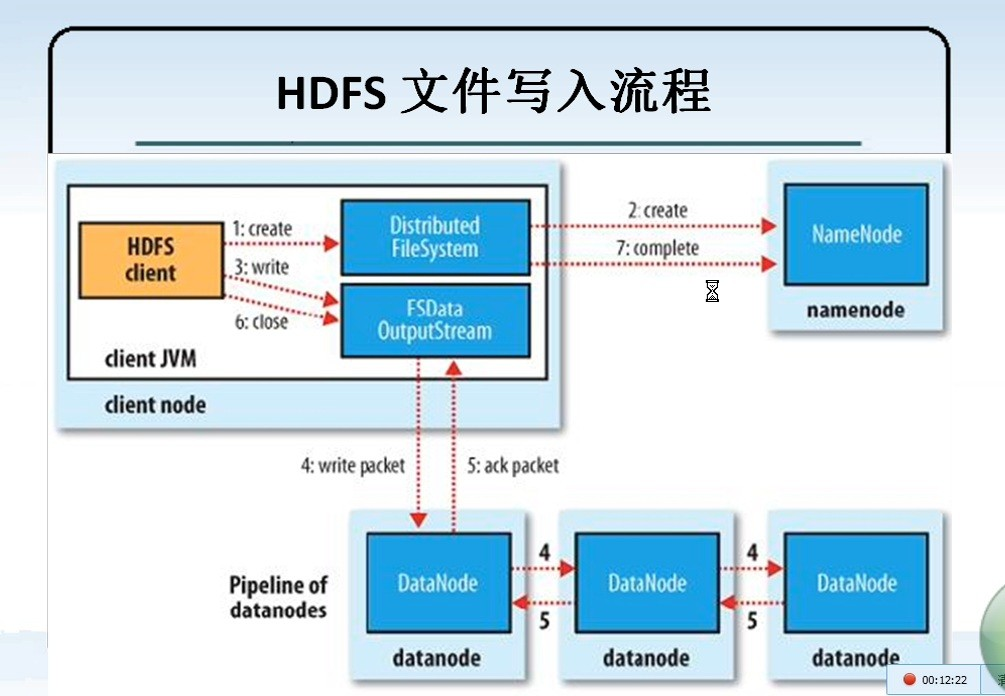 HDFS 文件写入流程
HDFS
client
1: create
3: write
6: close
Distributed
FileSystem
FSData
OutputStream
client JVM
client node
2: create
7: complete
NameNode
namenode
4: write packet
5: ack packet
Pipeline of
datanodes
DataNode
4
5
DataNode
4
5
DataNode
datanode
datanode
datanode
00:12:22